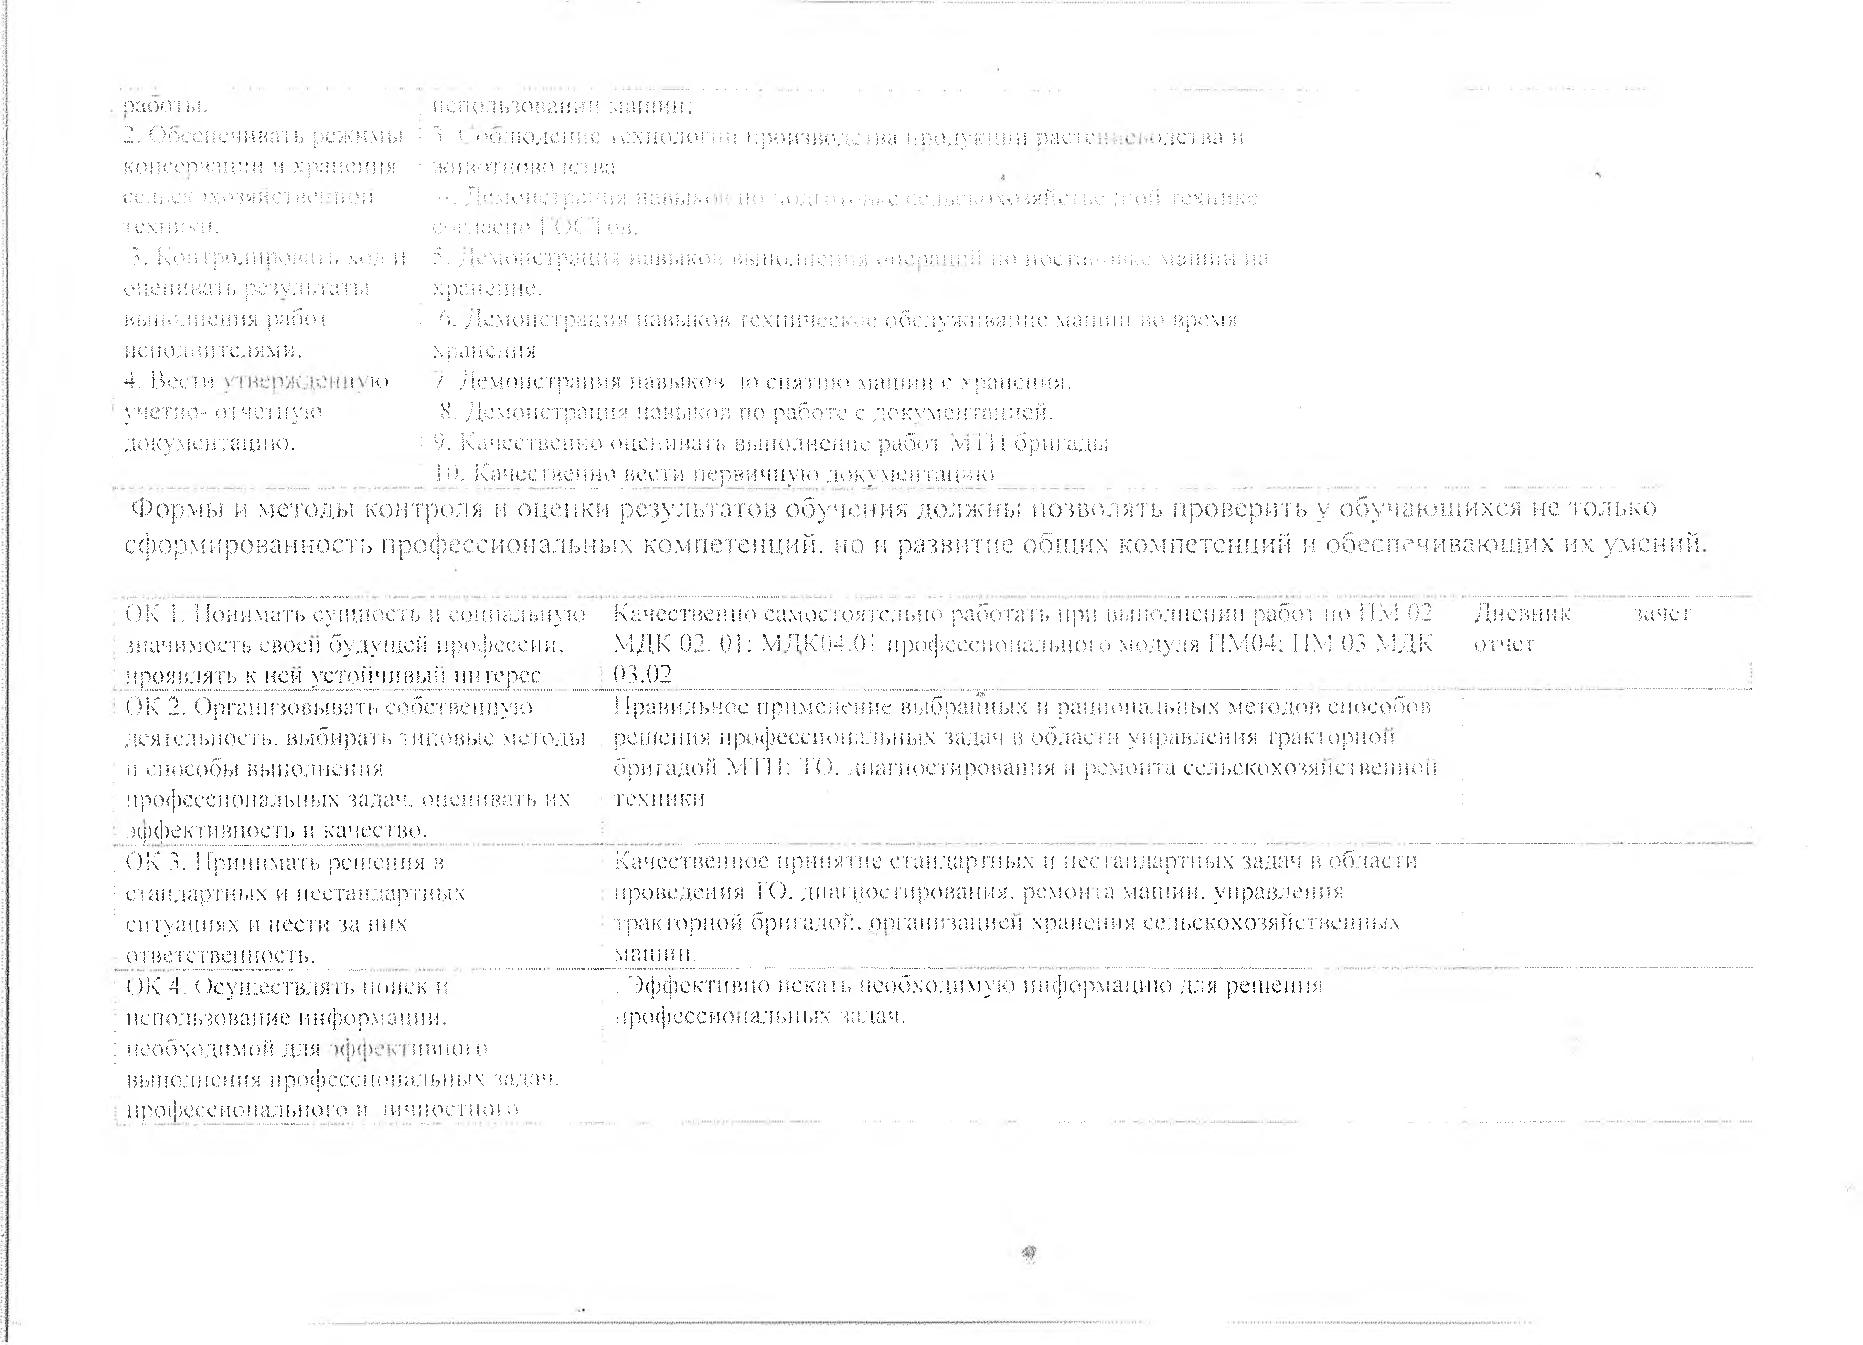 работы.
2. Обеспечивать режимы
консервации и хранения
сельскохозяйственной
техники.
3. Контролировать ход и
оценивать результаты
выполнения работ
исполнителями.
4. Вести утвержденную
учетно- отчетную
документацию.
использовании машин;
3. Соблюдение технологии производства продукции растениеводства и
животноводства
4. Демонстрация навыков по подготовке сельскохозяйственной технике
согласно ГОСТов.
5. Демонстрация навыков выполнения операций по постановке машин на
хранение.
6. Демонстрация навыков техническое обслуживание машин во время
хранения
7. Демонстрация навыков по снятию машин с хранения.
8. Демонстрация навыков по работе с документацией.
9. Качественно оценивать выполнение работ МТП бригады
10. Качественно вести первичную документацию
Формы и методы контроля и оценки результатов обучения должны позволять проверить у обучающихся не только
сформированность профессиональных компетенций, но и развитие общих компетенций и обеспечивающих их умений.
ОК 1. Понимать сущность и социальную
значимость своей будущей профессии,
проявлять к ней устойчивый интерес
Качественно самостоятельно работать при выполнении работ по ПМ 02
МДК 02. 01; МДК04.01 профессионального модуля ПМ04; ПМ 03 МДК
03.02
Дневник зачет
отчет
ОК 2. Организовывать собственную
деятельность, выбирать типовые методы
и способы выполнения
профессиональных задач, оценивать их
эффективность и качество.
Правильное применение выбранных и рациональных методов способов
решения профессиональных задач в области управления тракторной
бригадой МТП; ТО, диагностирования и ремонта сельскохозяйственной
техники
ОК 3. Принимать решения в
стандартных и нестандартных
ситуациях и нести за них
ответственность.
Качественное принятие стандартных и нестандартных задач в области
проведения ТО, диагностирования, ремонта машин, управления
тракторной бригадой, организацией хранения сельскохозяйственных
машин.
ОК 4. Осуществлять поиск и
использование информации,
необходимой для эффективного
выполнения профессиональных задач,
профессионального и личностного
. Эффективно искать необходимую информацию для решения
профессиональных задач.